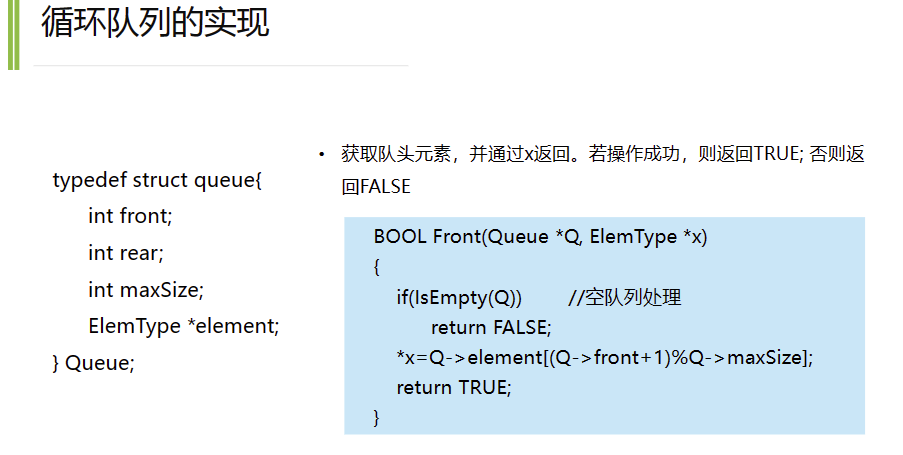 循环队列的实现
typedef struct queue{
int front;
int rear;
int maxSize;
ElemType *element;
} Queue;
• 获取队头元素，并通过x返回。若操作成功，则返回TRUE; 否则返
回FALSE
BOOL Front(Queue *Q, ElemType *x)
{
if(IsEmpty(Q)) //空队列处理
return FALSE;
*x=Q->element[(Q->front+1)%Q->maxSize];
return TRUE;
}